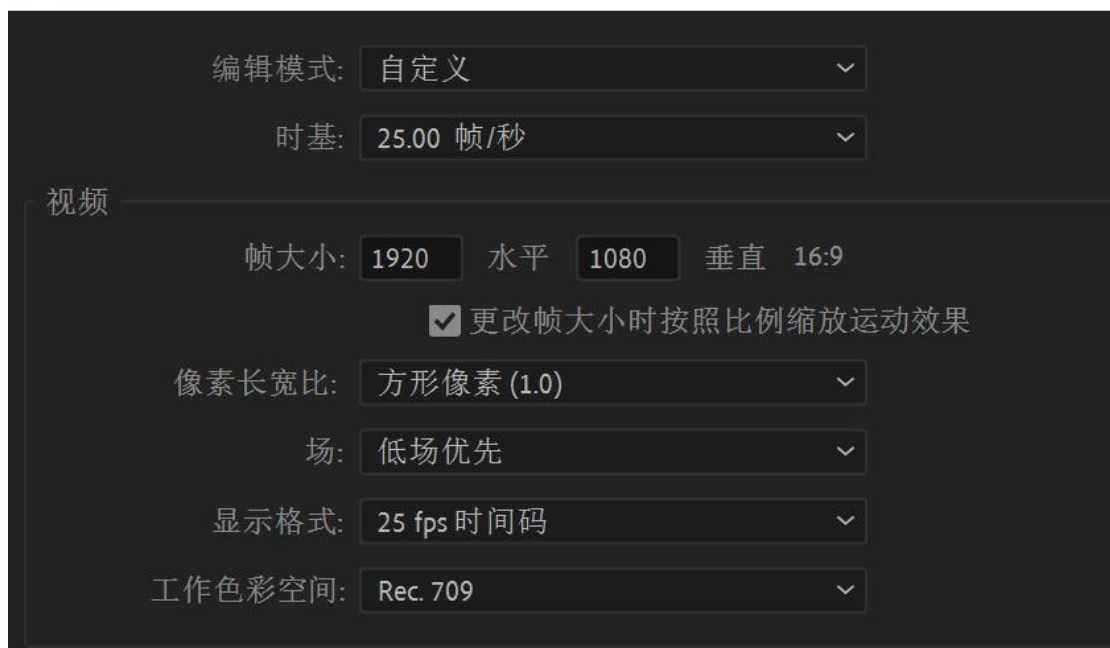 编辑模式: 自定义
时基: 25.00 帧/秒
视频
帧大小: 1920 水平 1080 垂直 16:9
更改帧大小时按照比例缩放运动效果
像素长宽比: 方形像素 (1.0)
场: 低场优先
显示格式: 25 fps 时间码
工作色彩空间: Rec. 709